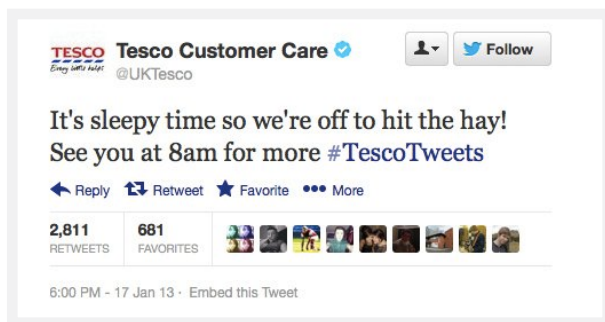 TESCO Tesco Customer Care
Every little helps @UKTesco
Follow
It's sleepy time so we're off to hit the hay!
See you at 8am for more #TescoTweets
Reply Retweet Favorite More
2,811 681
RETWEETS FAVORITES
6:00 PM - 17 Jan 13 · Embed this Tweet